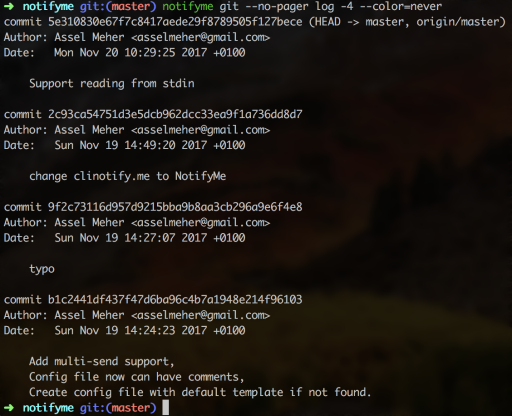 ➜ notifyme git:(master) notifyme git --no-pager log -4 --color=never
commit 5e310830e67f7c8417aede29f8789505f127bece (HEAD -> master, origin/master)
Author: Assel Meher <asselmeher@gmail.com>
Date:   Mon Nov 20 10:29:25 2017 +0100
Support reading from stdin
commit 2c93ca54751d3e5dcb962dcc33ea9f1a736dd8d7
Author: Assel Meher <asselmeher@gmail.com>
Date:   Sun Nov 19 14:49:20 2017 +0100
change clinotify.me to NotifyMe
commit 9f2c73116d957d9215bba9b8aa3cb296a9e6f4e8
Author: Assel Meher <asselmeher@gmail.com>
Date:   Sun Nov 19 14:27:07 2017 +0100
typo
commit b1c2441df437f47d6ba96c4b7a1948e214f96103
Author: Assel Meher <asselmeher@gmail.com>
Date:   Sun Nov 19 14:24:23 2017 +0100
Add multi-send support,
Config file now can have comments,
Create config file with default template if not found.
➜ notifyme git:(master)